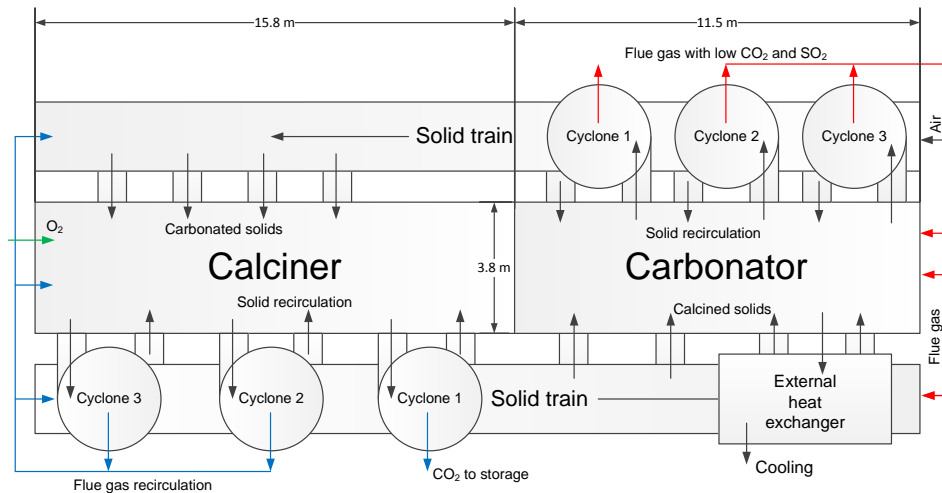 15.8 m
11.5 m
Flue gas with low CO₂ and SO₂
Solid train
Cyclone 1
Cyclone 2
Cyclone 3
Air
O₂
Carbonated solids
Solid recirculation
Calciner
3.8 m
Carbonator
Solid recirculation
Calcined solids
Flue gas
Cyclone 3
Cyclone 2
Cyclone 1
Solid train
External
heat
exchanger
Flue gas recirculation
CO₂ to storage
Cooling